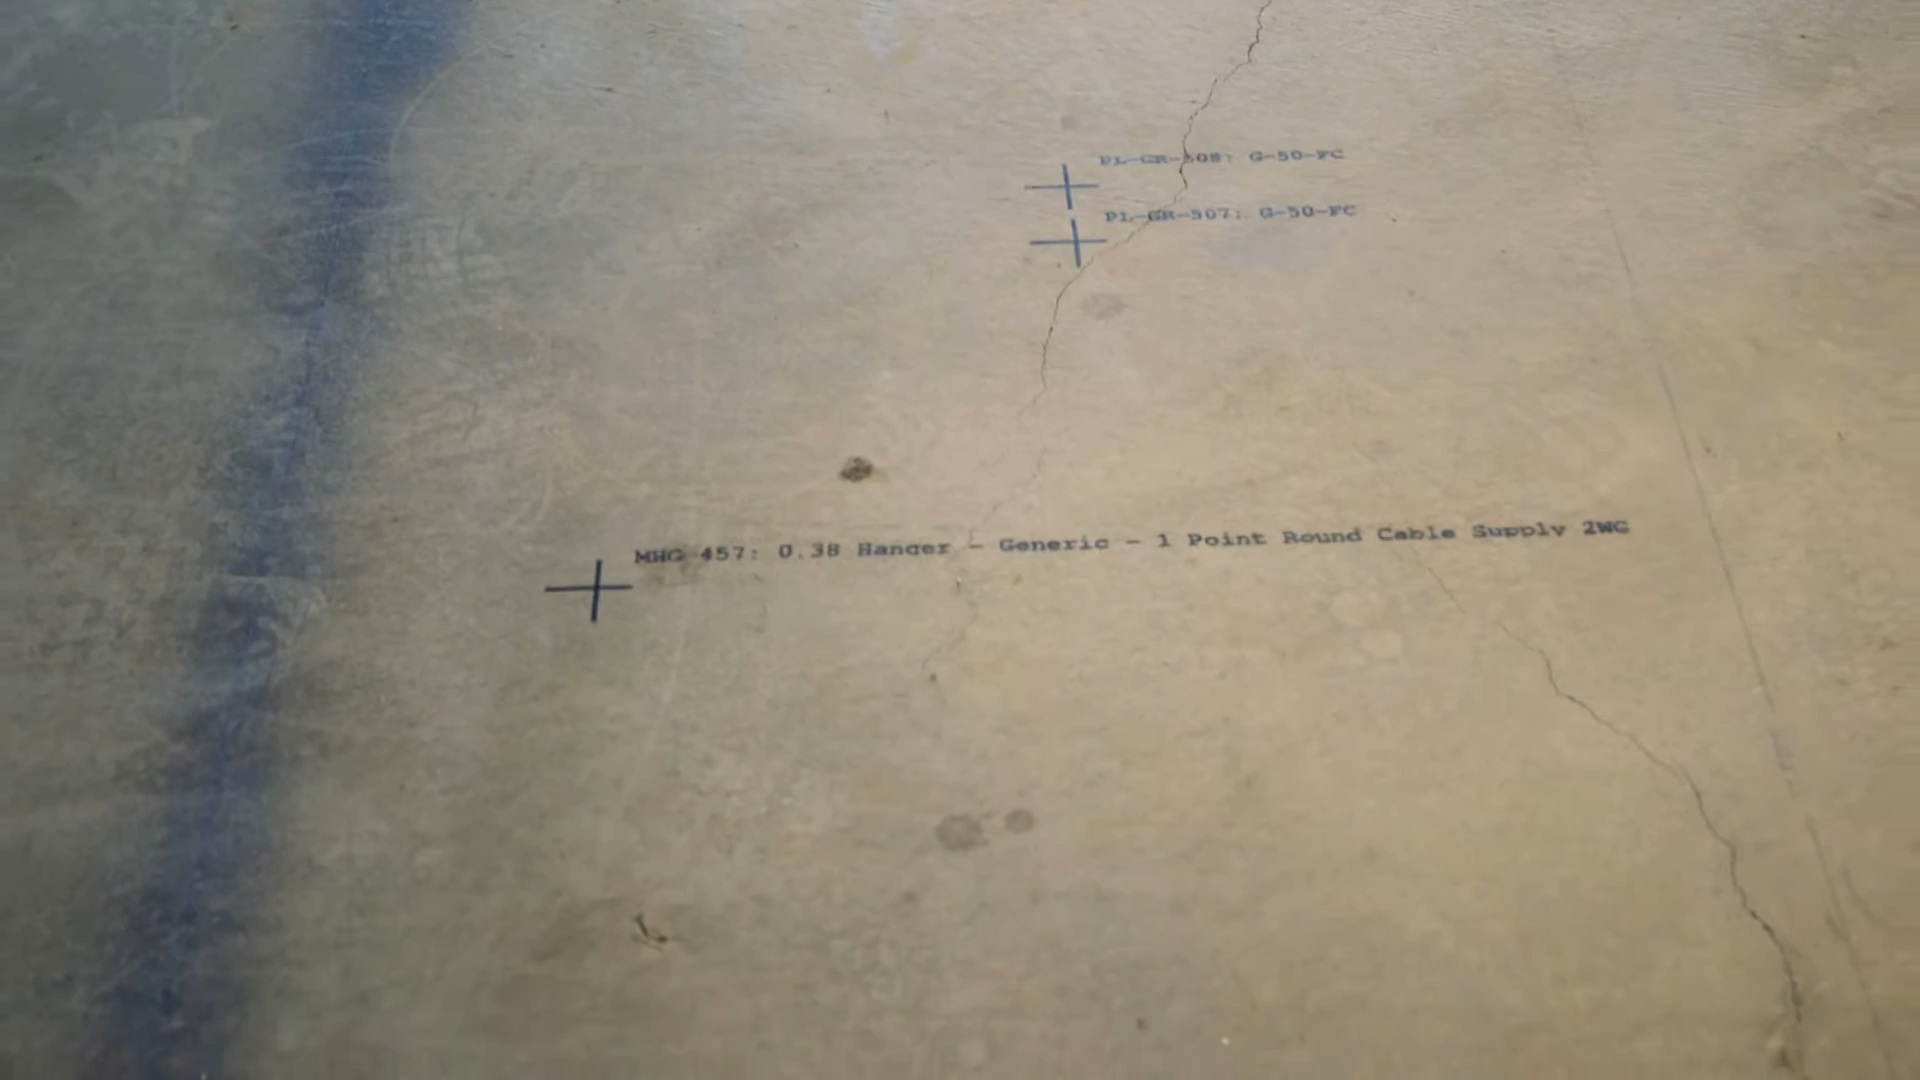 PL-GR-508: G-50-FC
PL-GR-507: G-50-FC
MHG-457: 0.38 Hanger - Generic - 1 Point Round Cable Supply 2WG